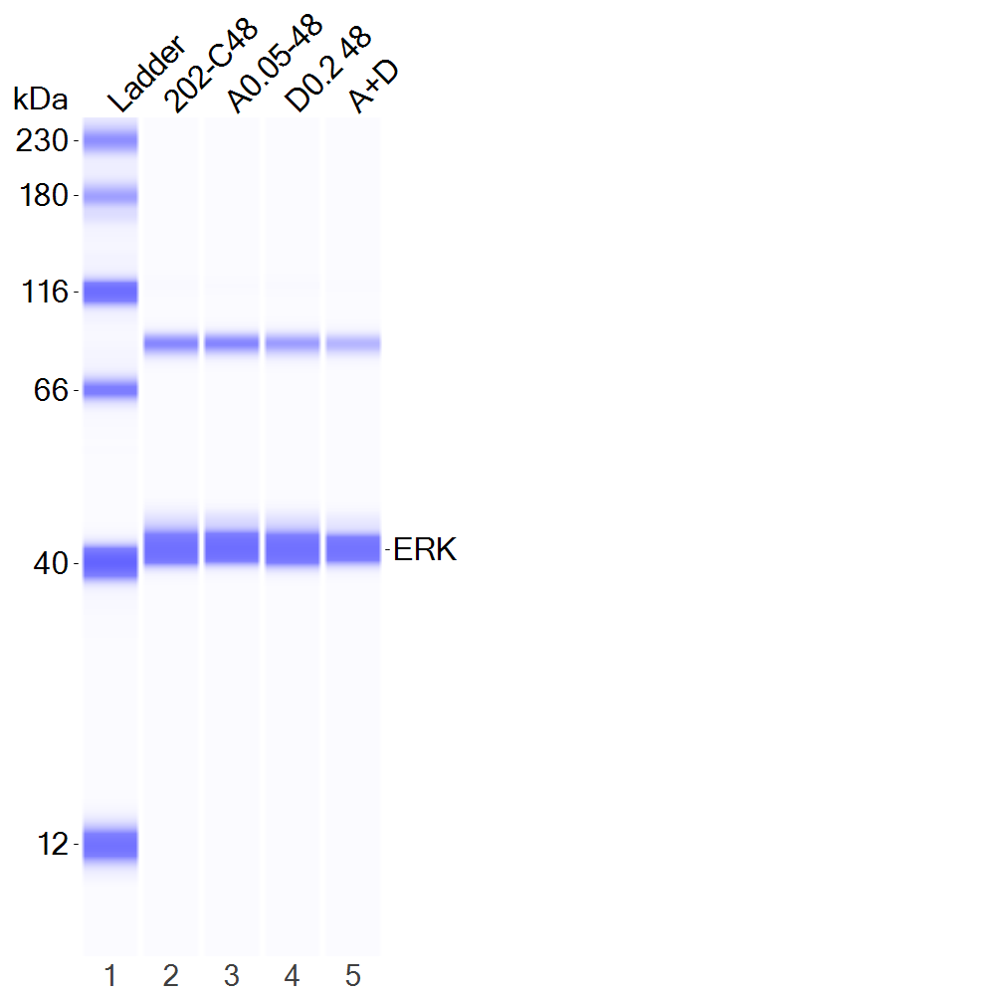 kDa
Ladder
202-C48
A0.05-48
D0.2 48
A+D
230
180
116
66
40
12
ERK
1 2 3 4 5